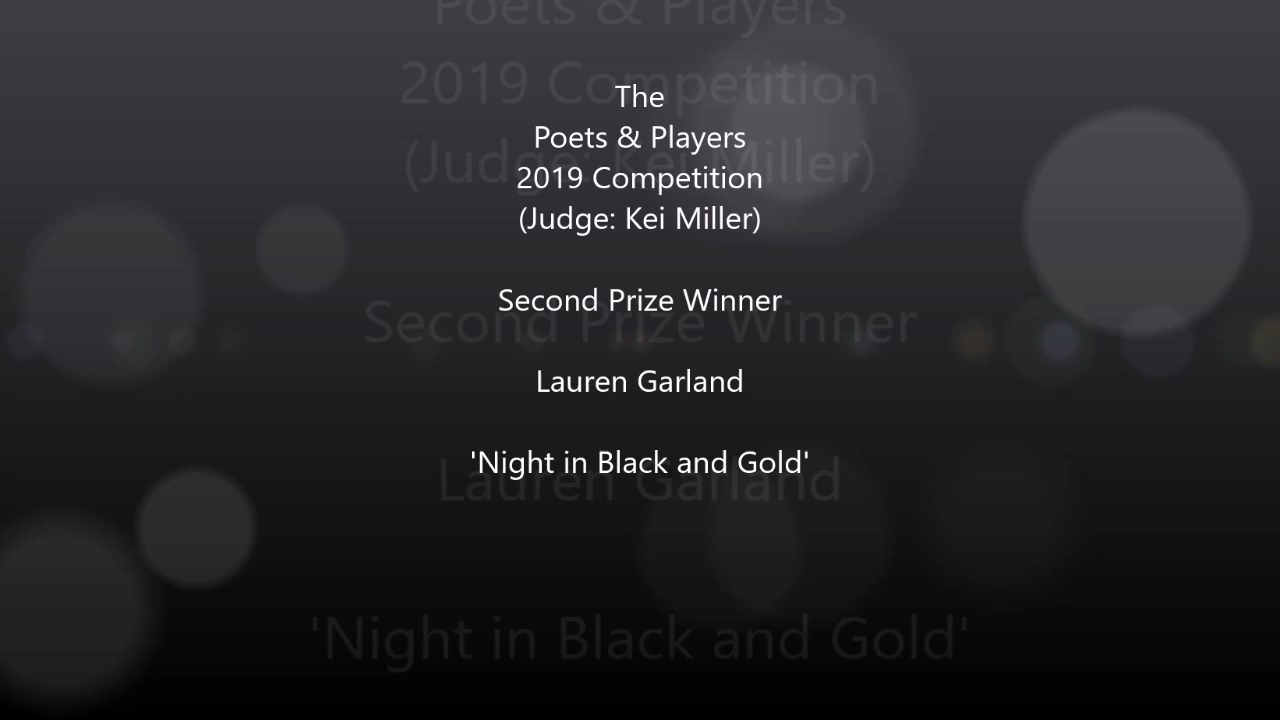 The
Poets & Players
2019 Competition
(Judge: Kei Miller)
Second Prize Winner
Lauren Garland
'Night in Black and Gold'